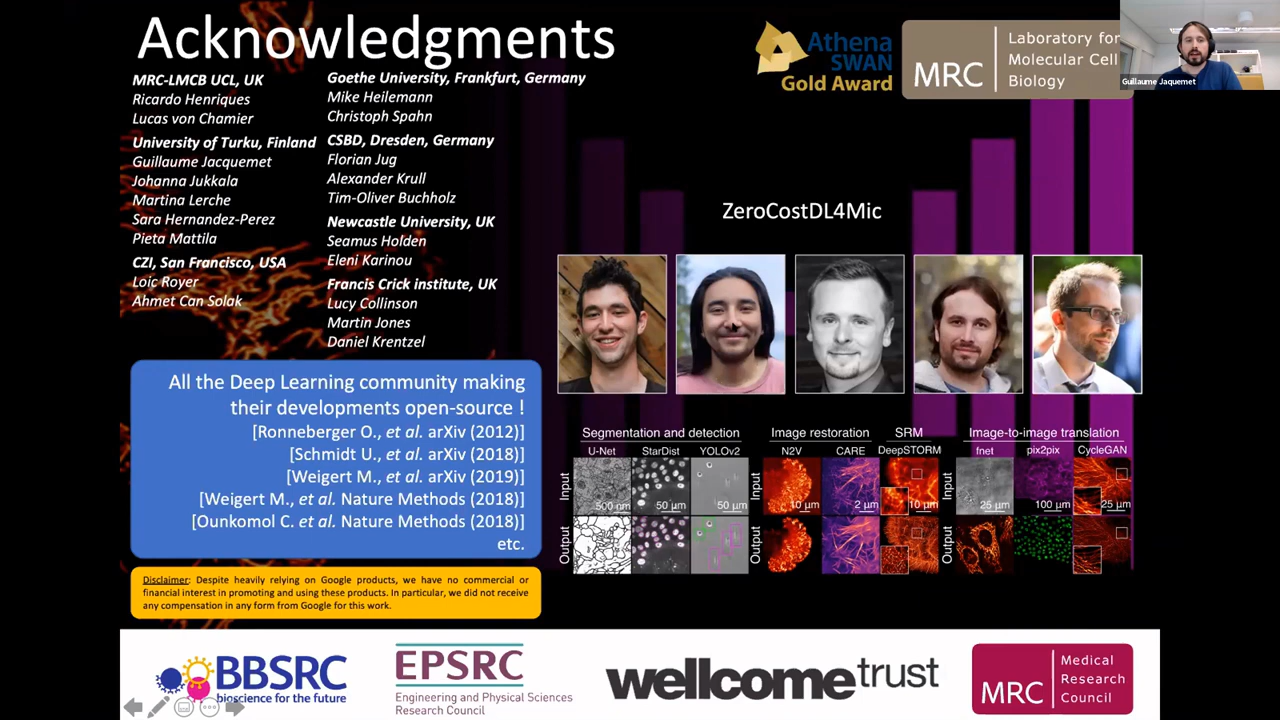 Acknowledgments
MRC-LMCB UCL, UK
Ricardo Henriques
Lucas von Chamier
University of Turku, Finland
Guillaume Jacquemet
Johanna Jukkala
Martina Lerche
Sara Hernandez-Perez
Pieta Mattila
CZI, San Francisco, USA
Loic Royer
Ahmet Can Solak
Goethe University, Frankfurt, Germany
Mike Heilemann
Christoph Spahn
CSBD, Dresden, Germany
Florian Jug
Alexander Krull
Tim-Oliver Buchholz
Newcastle University, UK
Seamus Holden
Eleni Karinou
Francis Crick institute, UK
Lucy Collinson
Martin Jones
Daniel Krentzel
Athena
SWAN
Gold Award
MRC
Laboratory for
Molecular Cell
Biology
Guillaume Jaquemet
ZeroCostDL4Mic
All the Deep Learning community making
their developments open-source !
[Ronneberger O., et al. arXiv (2012)]
[Schmidt U., et al. arXiv (2018)]
[Weigert M., et al. arXiv (2019)]
[Weigert M., et al. Nature Methods (2018)]
[Ounkomol C. et al. Nature Methods (2018)]
etc.
Disclaimer: Despite heavily relying on Google products, we have no commercial or
financial interest in promoting and using these products. In particular, we did not receive
any compensation in any form from Google for this work.
Segmentation and detection
Image restoration
SRM
Image-to-image translation
U-Net
StarDist
YOLOv2
N2V
CARE
DeepSTORM
fnet
pix2pix
CycleGAN
Input
500 nm
50 µm
50 µm
Input
10 µm
2 µm
10 µm
Input
25 µm
100 µm
25 µm
Output
Output
Output
BBSRC
bioscience for the future
EPSRC
Engineering and Physical Sciences
Research Council
wellcometrust
MRC
Medical
Research
Council